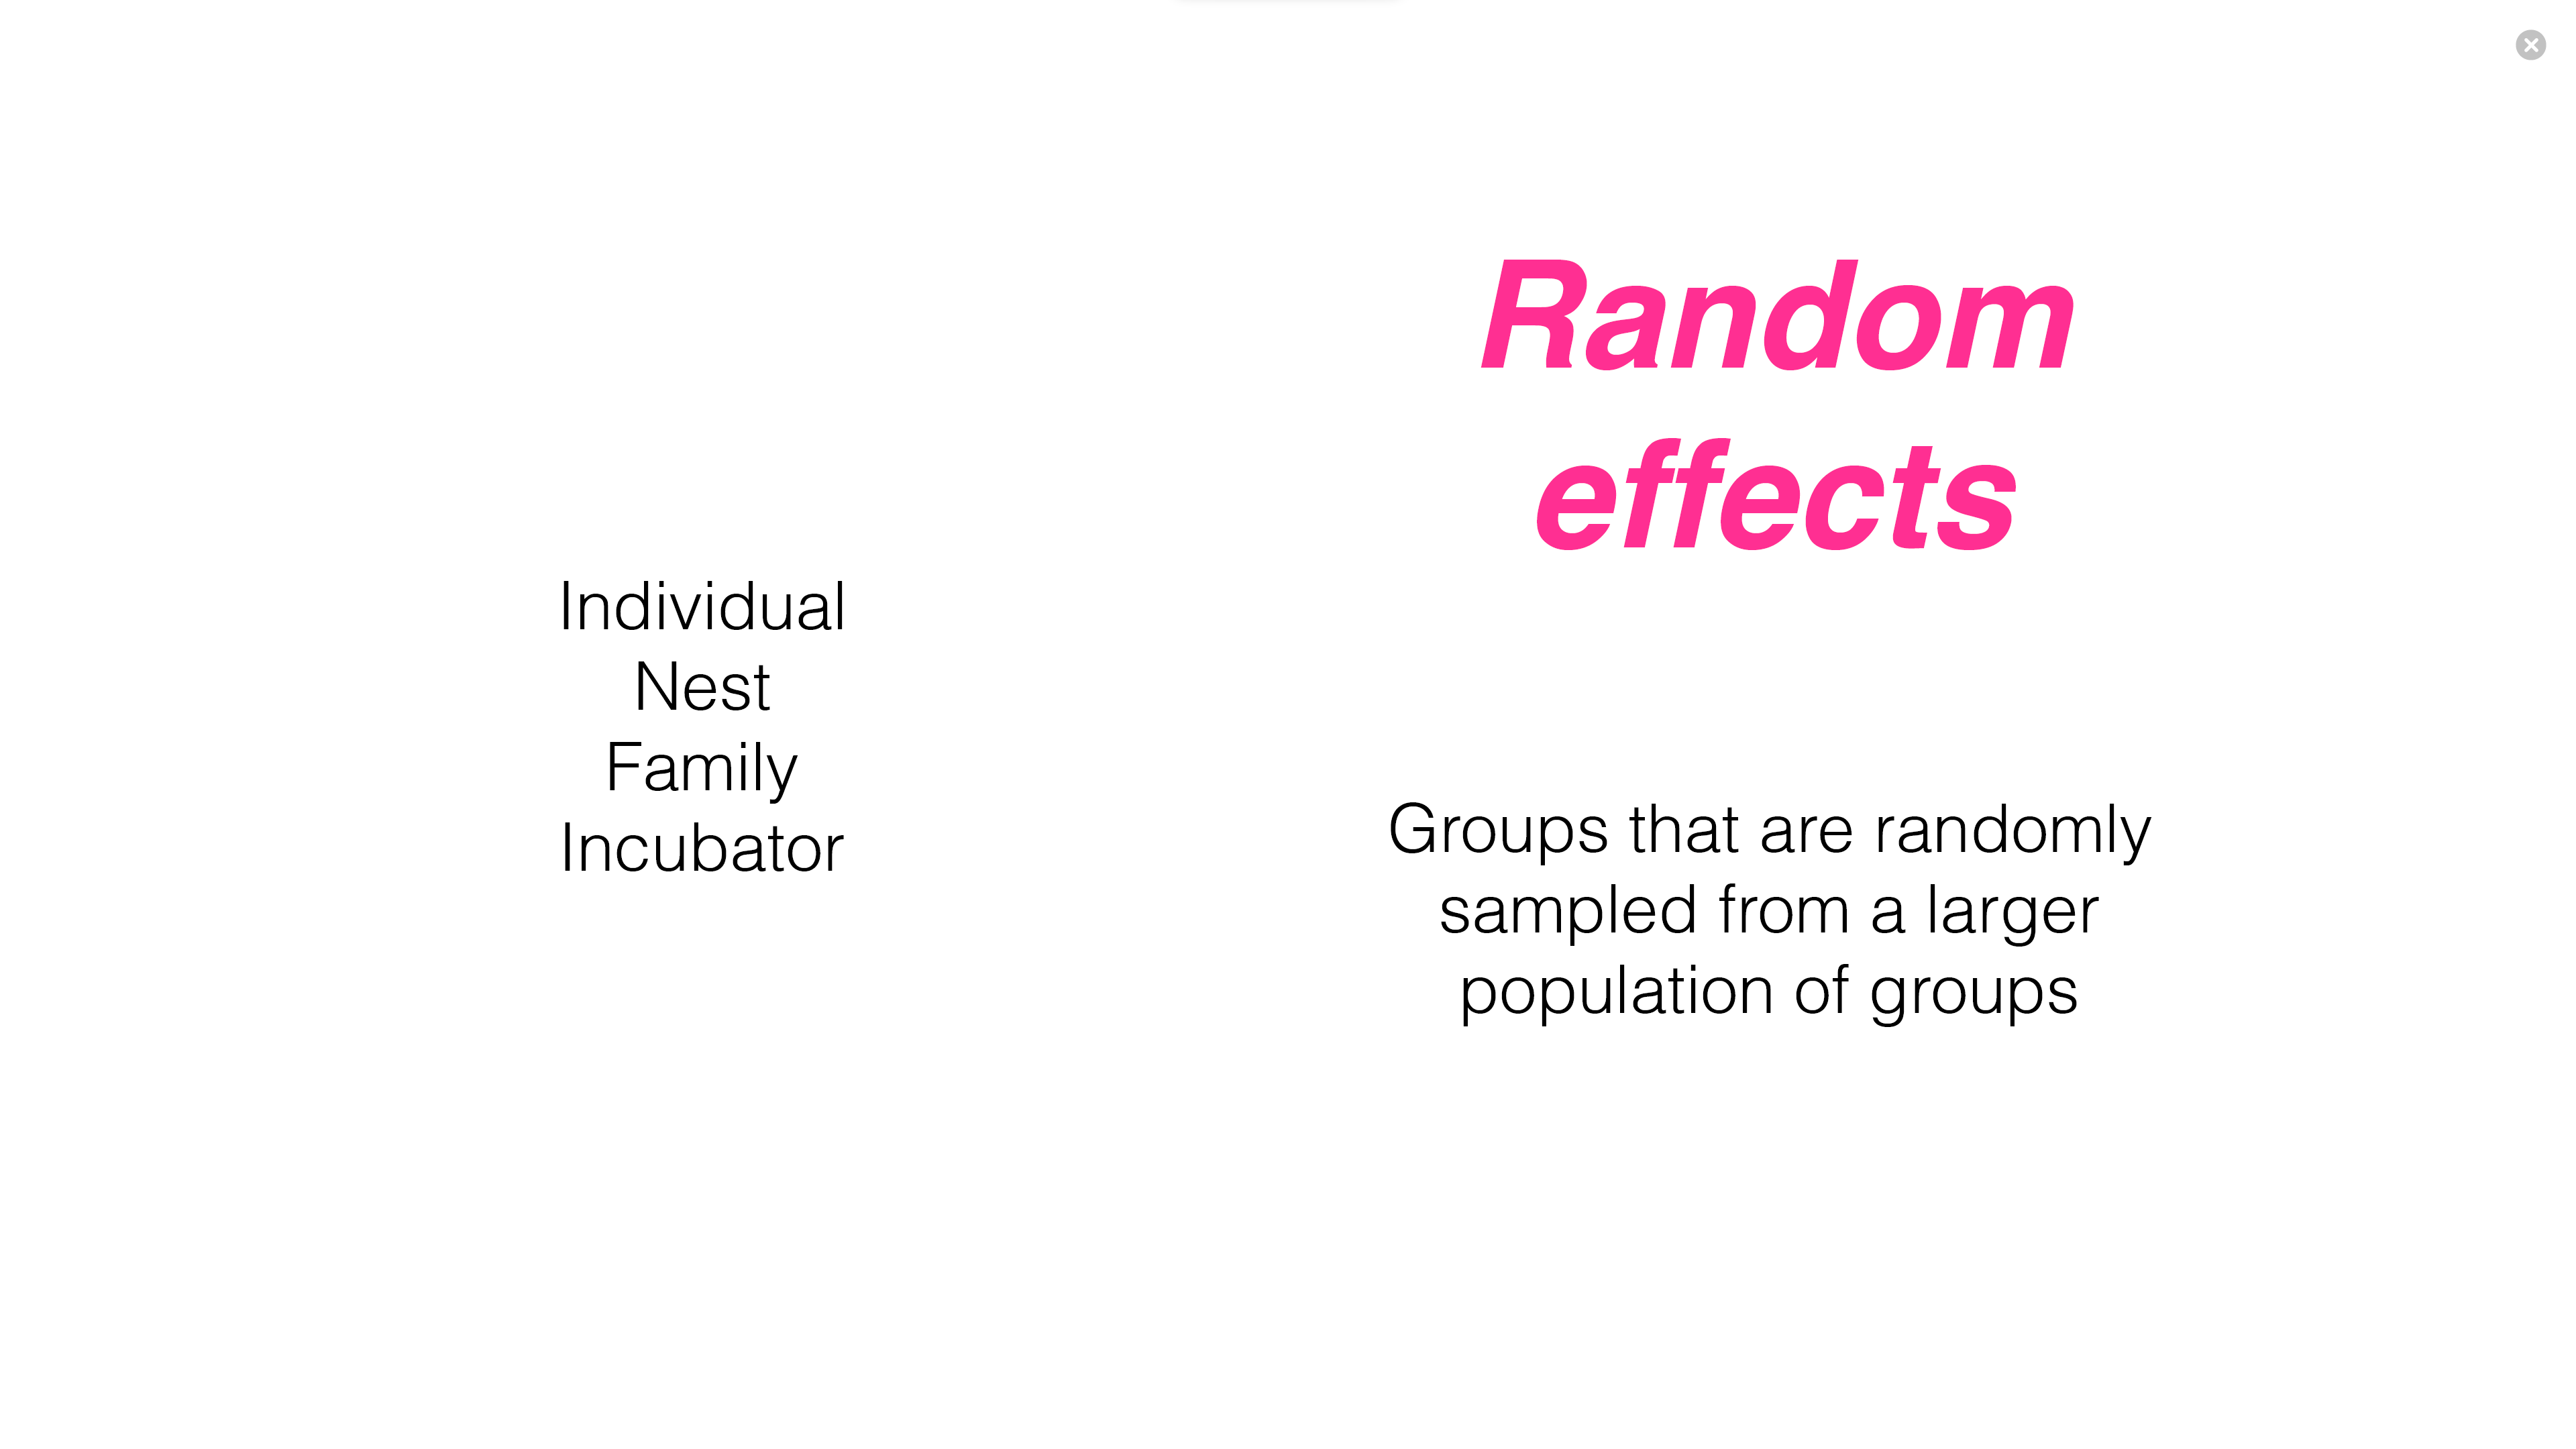 Random
effects
Individual
Nest
Family
Incubator
Groups that are randomly
sampled from a larger
population of groups